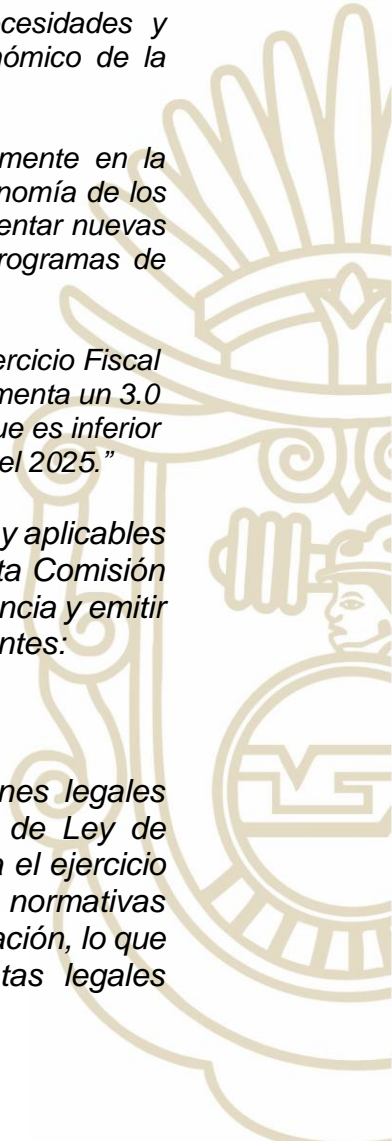 ecesidades y
nómico de la
mente en la
nomía de los
entar nuevas
rogramas de
ercicio Fiscal
menta un 3.0
ue es inferior
el 2025.”
y aplicables
ta Comisión
ncia y emitir
ntes:
nes legales
de Ley de
a el ejercicio
normativas
ación, lo que
tas legales